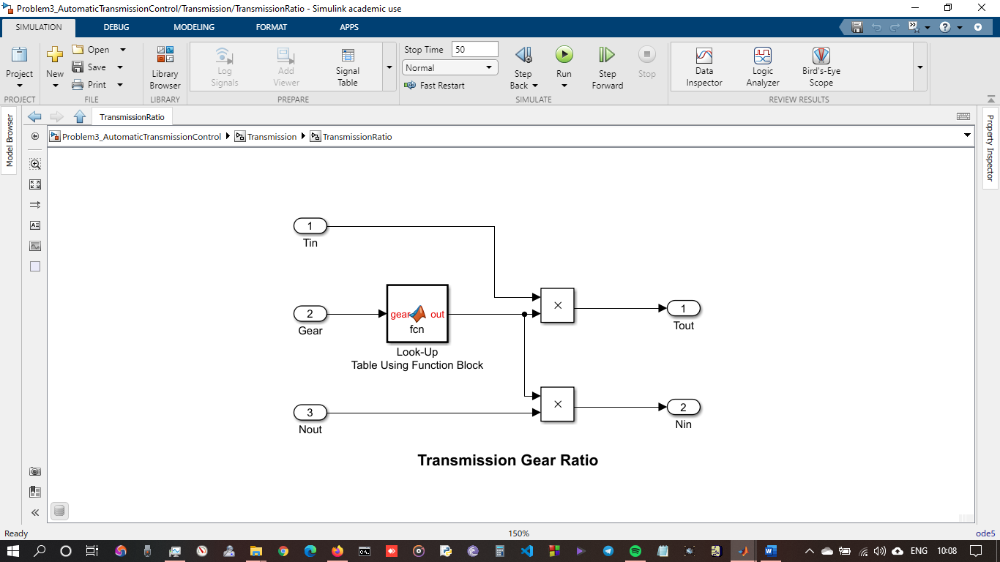 Problem3_AutomaticTransmissionControl/Transmission/TransmissionRatio - Simulink academic use
SIMULATION DEBUG MODELING FORMAT APPS
Project
New
Open
Save
Print
Library
Browser
Log
Signals
Add
Viewer
Signal
Table
Stop Time 50
Normal
Fast Restart
Step
Back
Run
Step
Forward
Stop
Data
Inspector
Logic
Analyzer
Bird's-Eye
Scope
PROJECT FILE LIBRARY PREPARE SIMULATE REVIEW RESULTS
Model Browser
TransmissionRatio
Problem3_AutomaticTransmissionControl Transmission TransmissionRatio
Property Inspector
1
Tin
2
Gear
gear out
fcn
Look-Up
Table Using Function Block
3
Nout
×
×
1
Tout
2
Nin
Transmission Gear Ratio
Ready 150% ode5
ENG 10:08